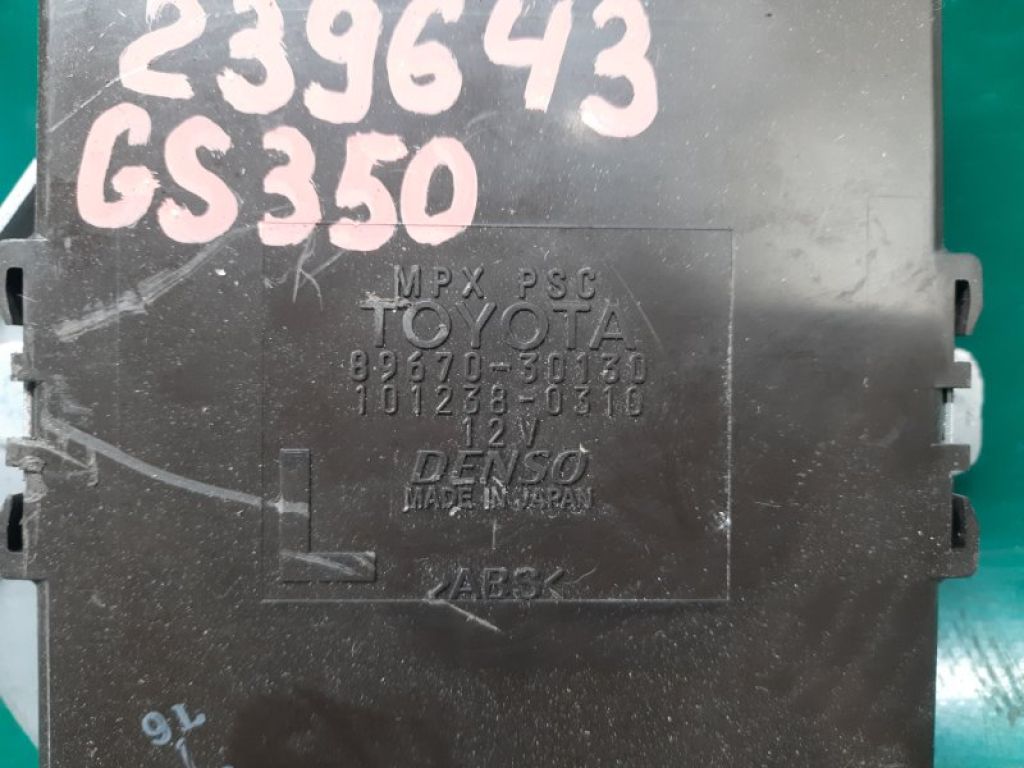 239643
GS350
MPX PSC
TOYOTA
89670-30130
101238-0310
12V
DENSO
MADE IN JAPAN
L
>ABS<